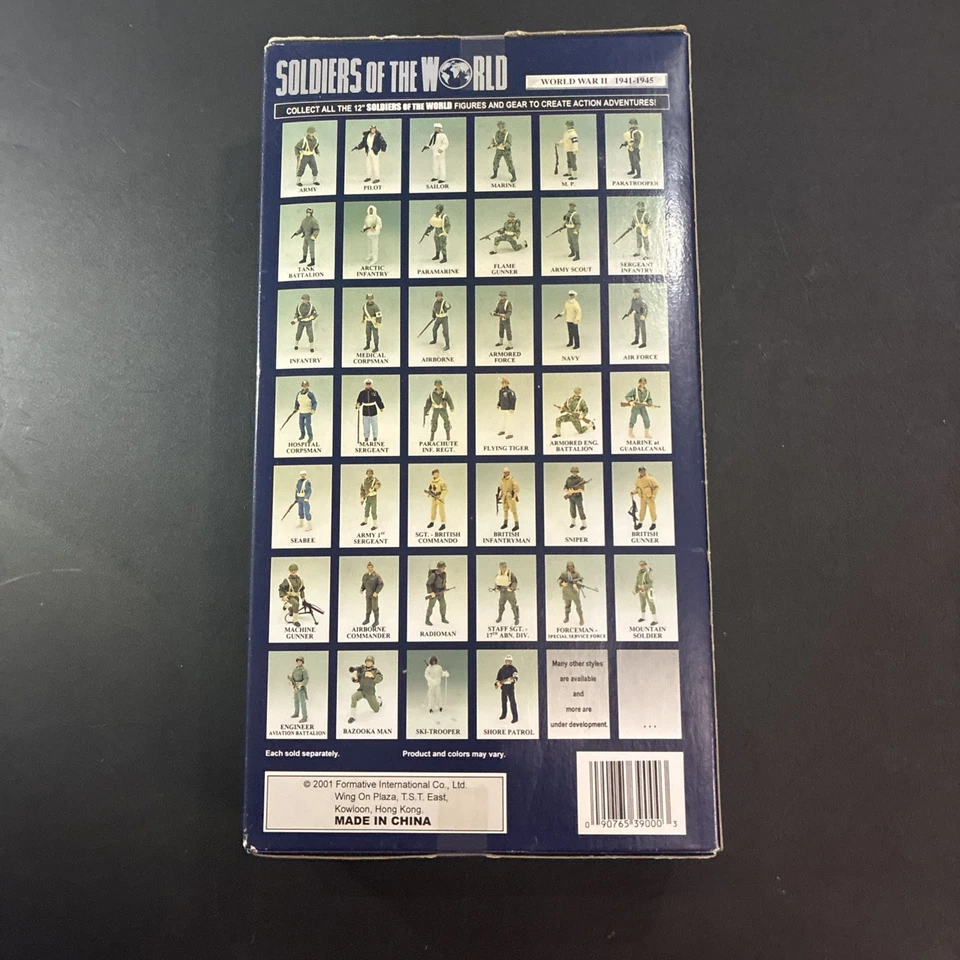 SOLDIERS OF THE WORLD
WORLD WAR II 1941-1945
COLLECT ALL THE 12" SOLDIERS OF THE WORLD FIGURES AND GEAR TO CREATE ACTION ADVENTURES!
ARMY
PILOT
SAILOR
MARINE
M. P.
PARATROOPER
TANK
BATTALION
ARCTIC
INFANTRY
PARAMARINE
FLAME
GUNNER
ARMY SCOUT
SERGEANT
INFANTRY
INFANTRY
MEDICAL
CORPSMAN
AIRBORNE
ARMORED
FORCE
NAVY
AIR FORCE
HOSPITAL
CORPSMAN
MARINE
SERGEANT
PARACHUTE
INF. REGT.
FLYING TIGER
ARMORED ENG.
BATTALION
MARINE at
GUADALCANAL
SEABEE
ARMY 1ST
SERGEANT
SGT. - BRITISH
COMMANDO
BRITISH
INFANTRYMAN
SNIPER
BRITISH
GUNNER
MACHINE
GUNNER
AIRBORNE
COMMANDER
RADIOMAN
STAFF SGT. -
17TH ABN. DIV.
FORCEMAN -
SPECIAL SERVICE FORCE
MOUNTAIN
SOLDIER
ENGINEER
AVIATION BATTALION
BAZOOKA MAN
SKI-TROOPER
SHORE PATROL
Many other styles
are available
and
more are
under development.
...
Each sold separately.
Product and colors may vary.
© 2001 Formative International Co., Ltd.
Wing On Plaza, T.S.T. East,
Kowloon, Hong Kong.
MADE IN CHINA
0 90765 39000 3